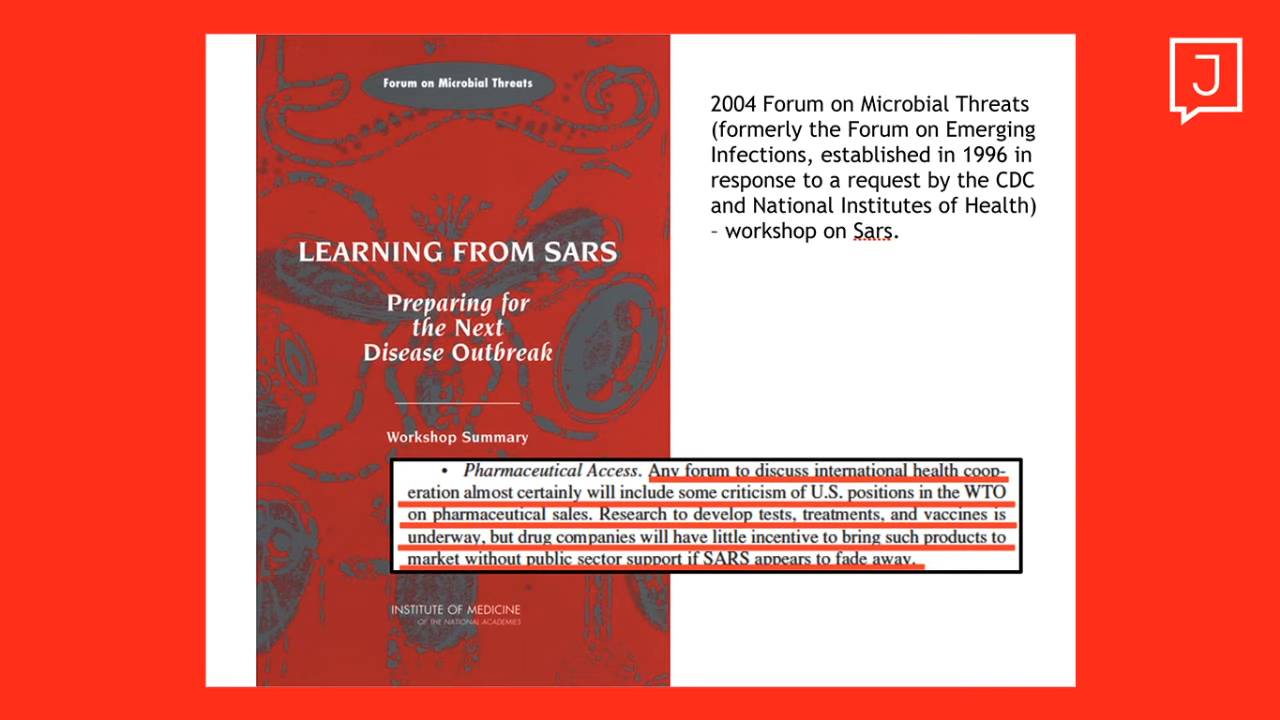 Forum on Microbial Threats
LEARNING FROM SARS
Preparing for
the Next
Disease Outbreak
Workshop Summary
INSTITUTE OF MEDICINE
OF THE NATIONAL ACADEMIES
2004 Forum on Microbial Threats
(formerly the Forum on Emerging
Infections, established in 1996 in
response to a request by the CDC
and National Institutes of Health)
– workshop on Sars.
• Pharmaceutical Access. Any forum to discuss international health coop-
eration almost certainly will include some criticism of U.S. positions in the WTO
on pharmaceutical sales. Research to develop tests, treatments, and vaccines is
underway, but drug companies will have little incentive to bring such products to
market without public sector support if SARS appears to fade away.
J